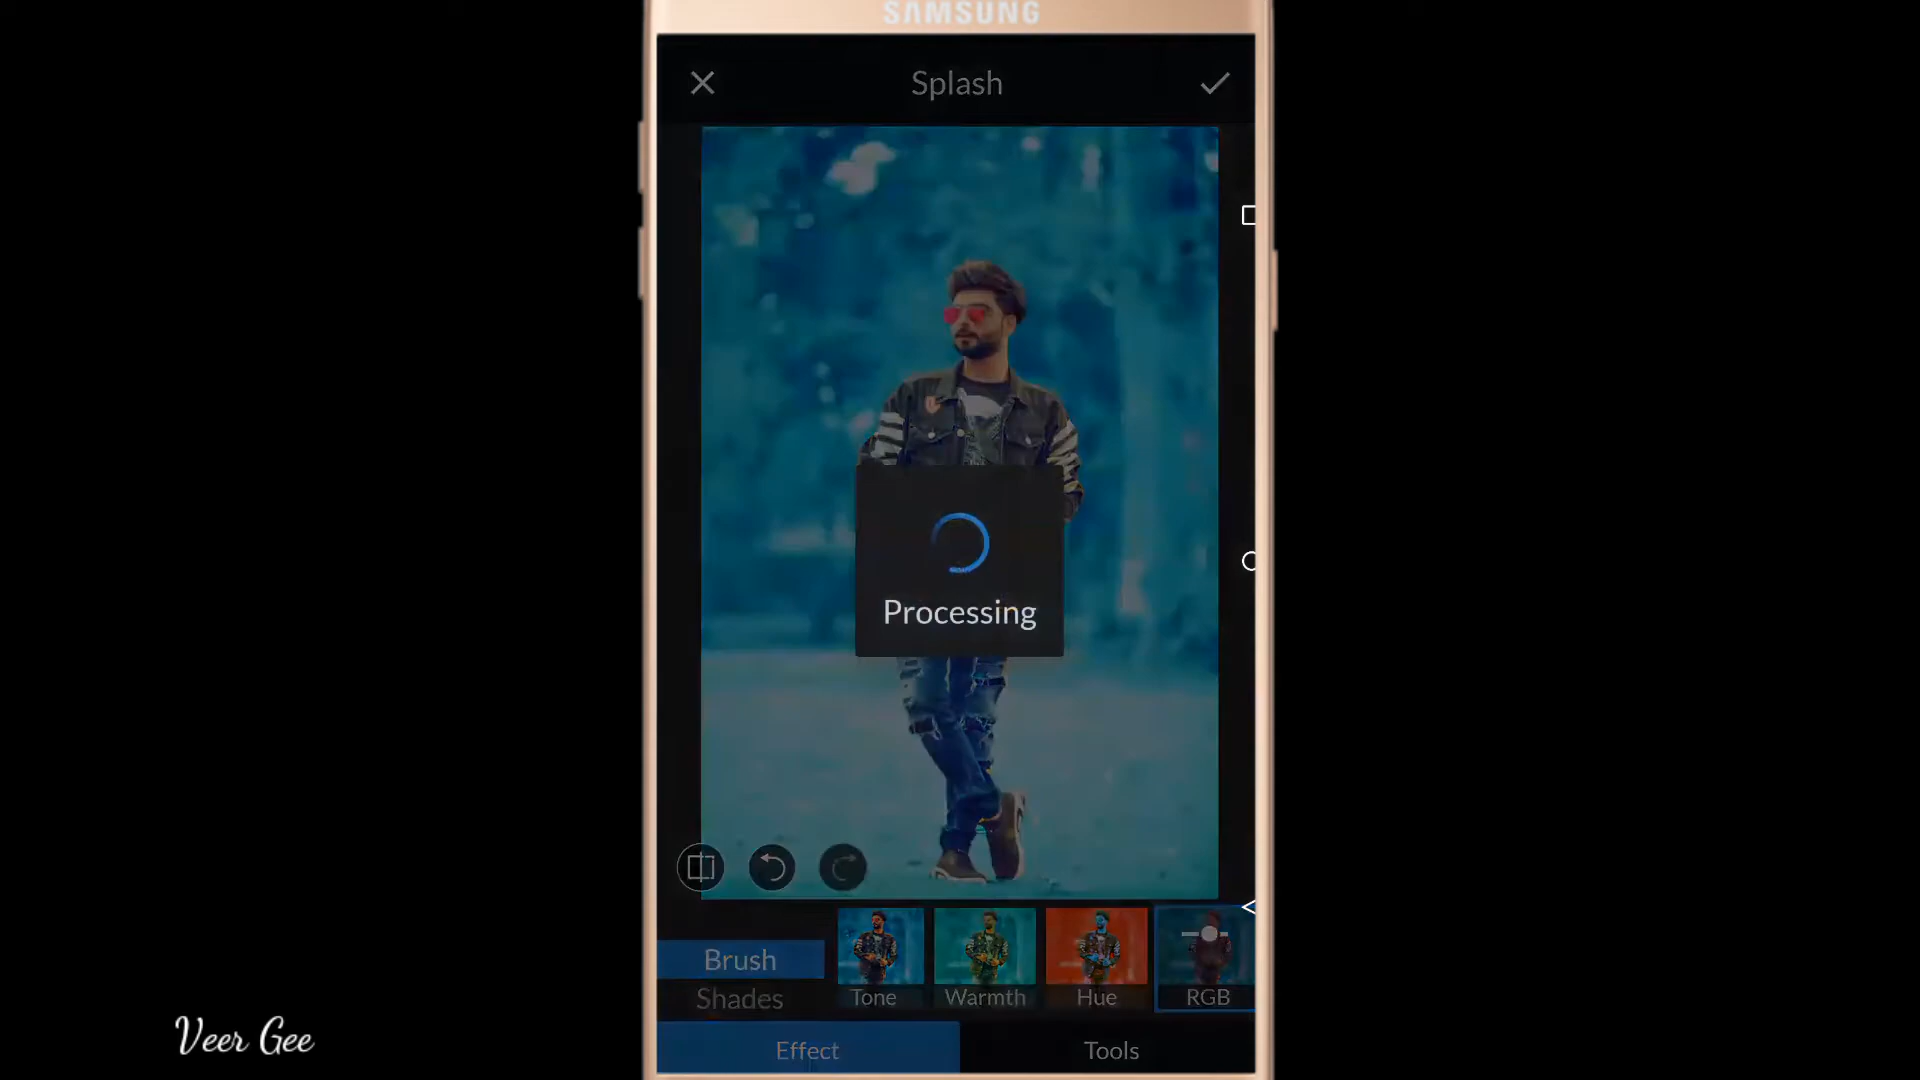 SAMSUNG
Splash
Processing
Brush
Shades
Tone
Warmth
Hue
RGB
Effect
Tools
Veer Gee